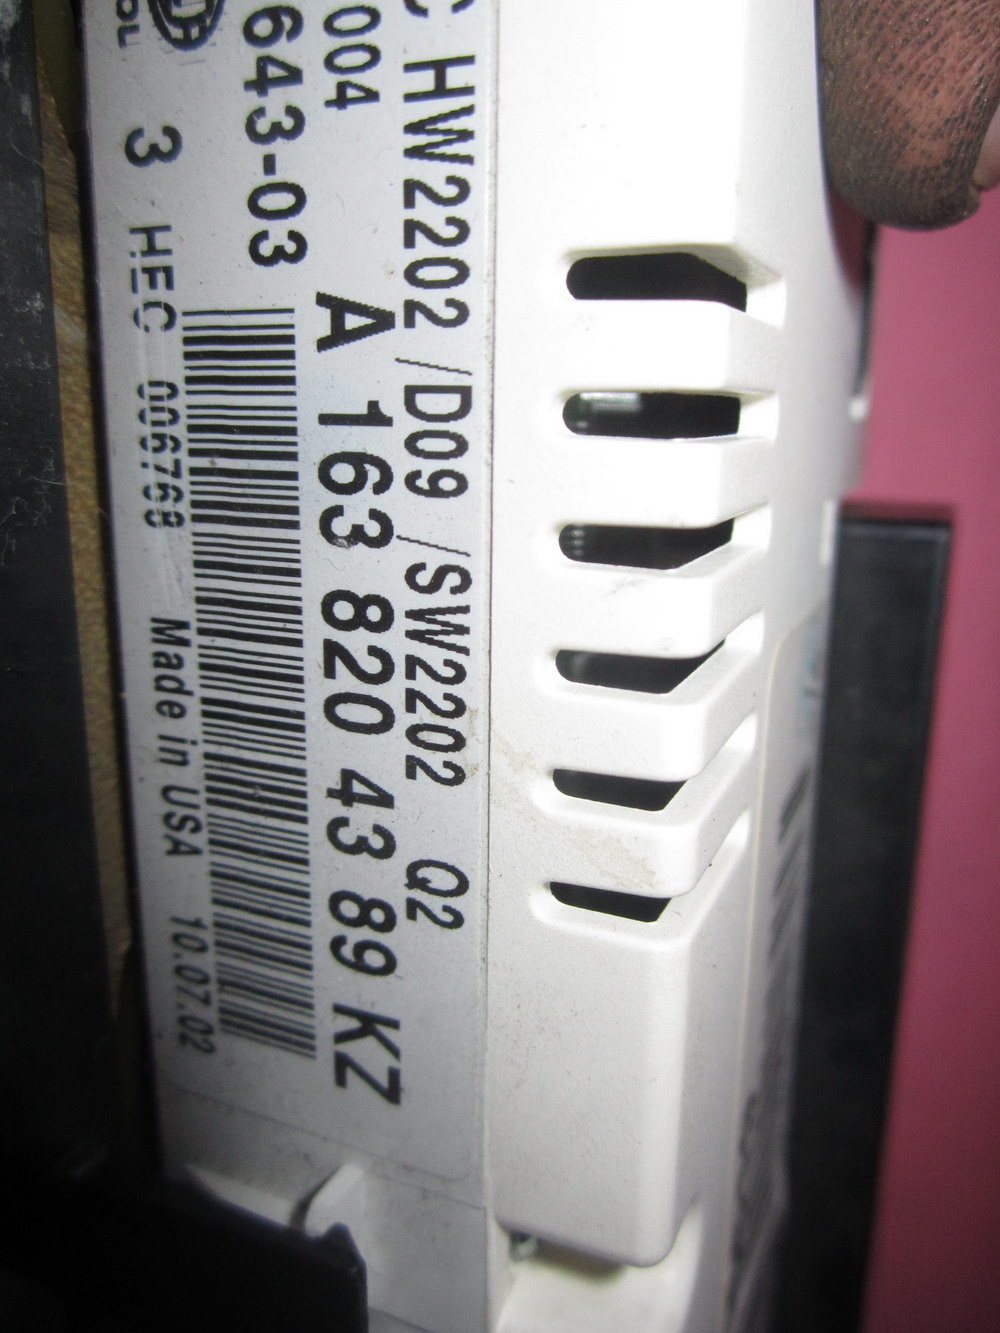 C HW2202 /D09 /SW2202 Q2
004
A 163 820 43 89 KZ
643-03
3 HEC 006768 Made in USA 10.07.02